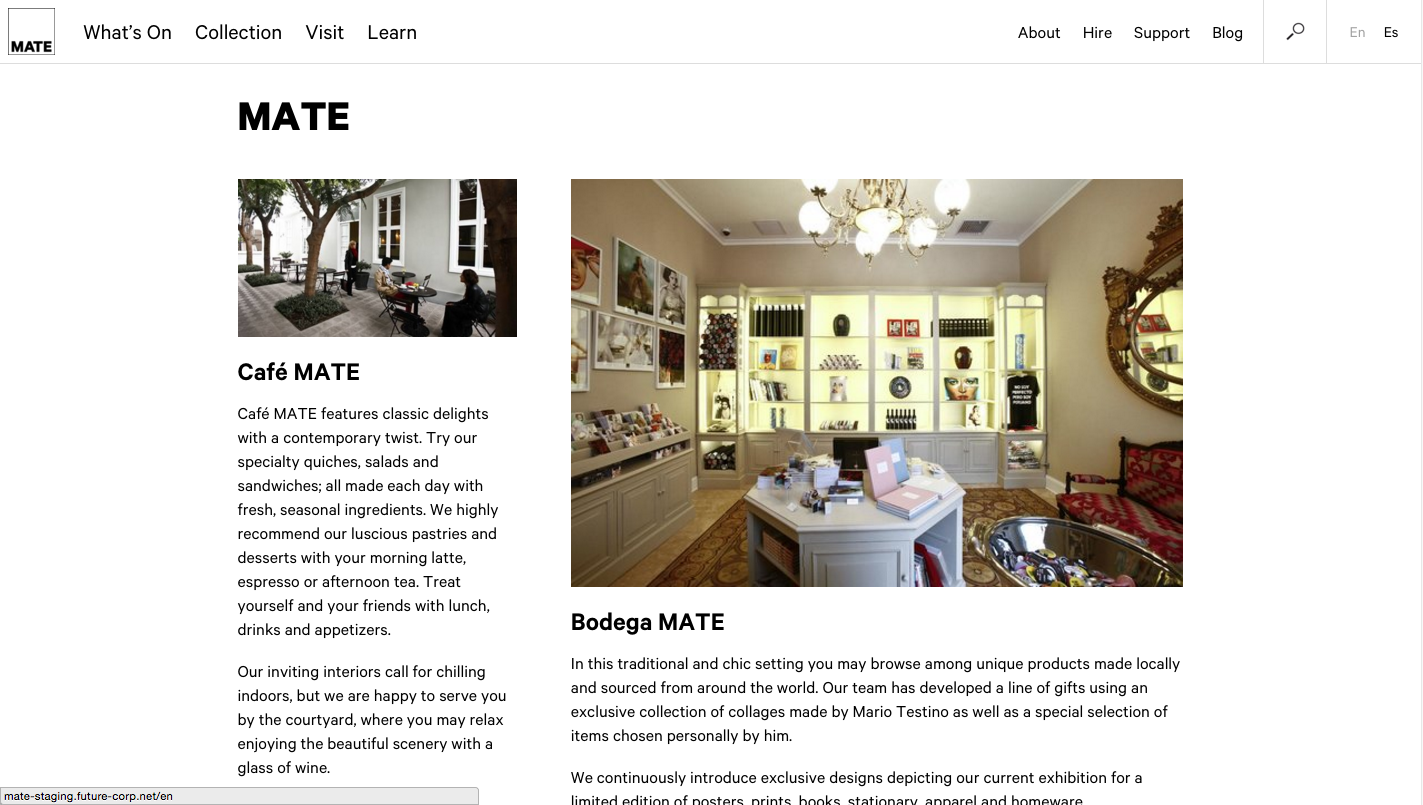 MATE
What's On
Collection
Visit
Learn
About
Hire
Support
Blog
En
Es
MATE
Café MATE
Café MATE features classic delights
with a contemporary twist. Try our
specialty quiches, salads and
sandwiches; all made each day with
fresh, seasonal ingredients. We highly
recommend our luscious pastries and
desserts with your morning latte,
espresso or afternoon tea. Treat
yourself and your friends with lunch,
drinks and appetizers.
Our inviting interiors call for chilling
indoors, but we are happy to serve you
by the courtyard, where you may relax
enjoying the beautiful scenery with a
glass of wine.
NO SOY
PERFECTO
PERO SOY
PERUANO
Bodega MATE
In this traditional and chic setting you may browse among unique products made locally
and sourced from around the world. Our team has developed a line of gifts using an
exclusive collection of collages made by Mario Testino as well as a special selection of
items chosen personally by him.
We continuously introduce exclusive designs depicting our current exhibition for a
limited edition of posters, prints, books, stationary, apparel and homeware.
mate-staging.future-corp.net/en